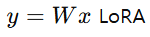 y = Wx LoRA